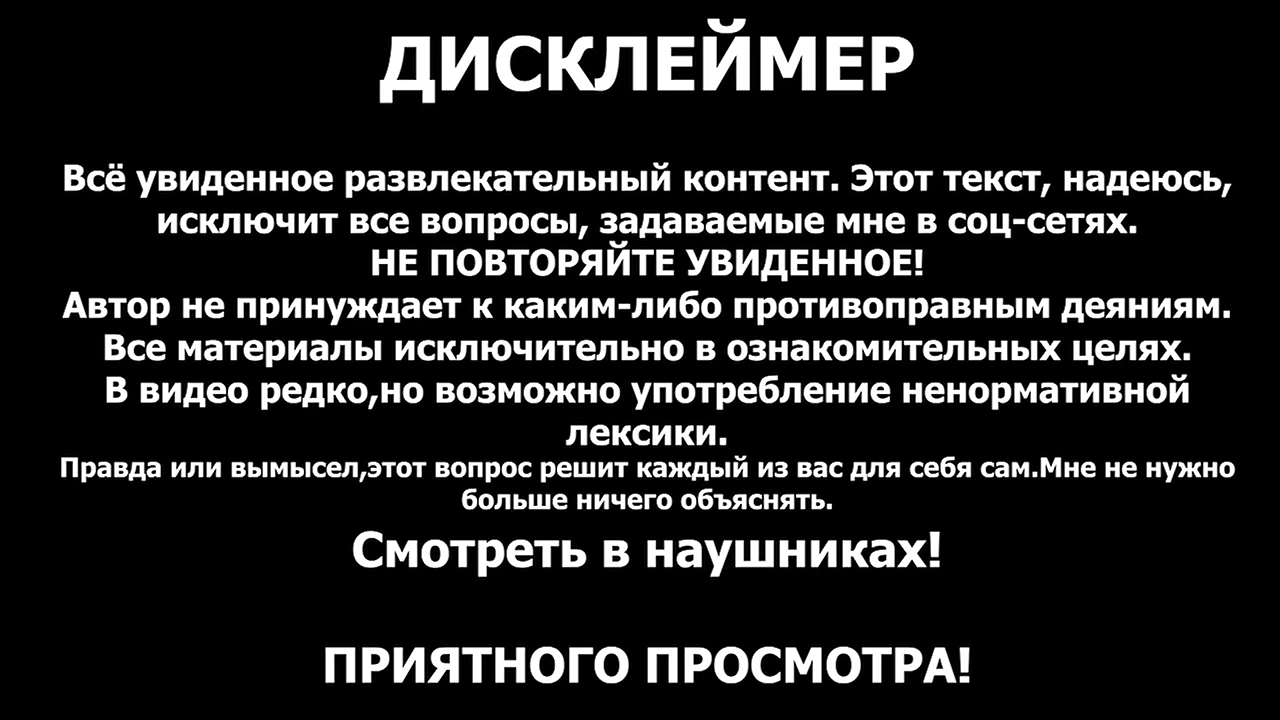 ДИСКЛЕЙМЕР
Всё увиденное развлекательный контент. Этот текст, надеюсь,
исключит все вопросы, задаваемые мне в соц-сетях.
НЕ ПОВТОРЯЙТЕ УВИДЕННОЕ!
Автор не принуждает к каким-либо противоправным деяниям.
Все материалы исключительно в ознакомительных целях.
В видео редко,но возможно употребление ненормативной
лексики.
Правда или вымысел,этот вопрос решит каждый из вас для себя сам.Мне не нужно
больше ничего объяснять.
Смотреть в наушниках!
ПРИЯТНОГО ПРОСМОТРА!